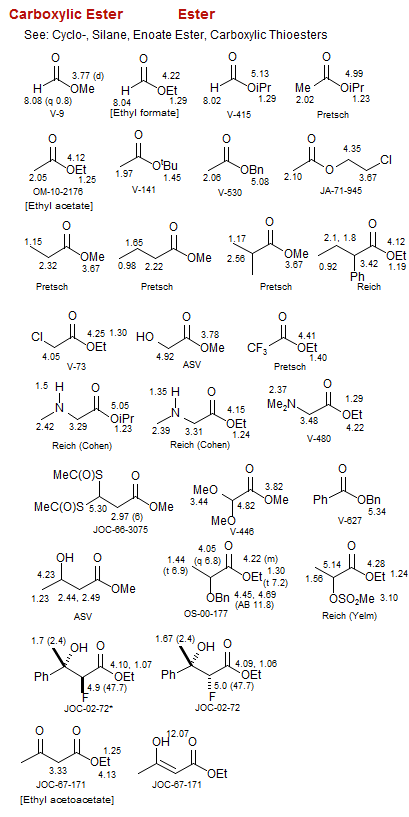 Carboxylic Ester Ester
See: Cyclo-, Silane, Enoate Ester, Carboxylic Thioesters
O O O O
3.77 (d) 4.22 5.13 4.99
H OMe H OEt H OiPr Me OiPr
8.08 (q 0.8) 8.04 1.29 8.02 1.29 2.02 1.23
V-9 [Ethyl formate] V-415 Pretsch
O O O O 4.35 Cl
4.12
OEt OᵗBu OBn O
2.05 1.25 1.97 1.45 2.06 5.08 2.10 3.67
OM-10-2176 V-141 V-530 JA-71-945
[Ethyl acetate]
1.15 O 1.65 O 1.17 O 2.1, 1.8 O 4.12
OMe OMe OMe OEt
2.32 3.67 0.98 2.22 2.56 3.67 0.92 3.42 1.19
Ph
Pretsch Pretsch Pretsch Reich
O O O
Cl 4.25 1.30 HO 3.78 4.41
OEt OMe CF₃ OEt
4.05 4.92 1.40
V-73 ASV Pretsch
1.5 H O 1.35 H O 2.37 O
N 5.05 N 4.15 Me₂N 1.29
OiPr OEt OEt
2.42 3.29 1.23 2.39 3.31 1.24 3.48 4.22
Reich (Cohen) Reich (Cohen) V-480
MeC(O)S O O O
MeO 3.82
MeC(O)S 5.30 OMe 3.44 4.82 OMe Ph OBn
2.97 (6) MeO 5.34
JOC-66-3075 V-446 V-627
OH O 4.05 O O
1.44 (q 6.8) 4.22 (m) 5.14 4.28
4.23 (t 6.9) OEt 1.30 OEt 1.24
OMe (t 7.2) 1.56
1.23 2.44, 2.49 OBn 4.45, 4.69 OSO₂Me 3.10
(AB 11.8)
ASV OS-00-177 Reich (Yelm)
1.7 (2.4) OH O 1.67 (2.4) HO O
4.10, 1.07 4.09, 1.06
Ph OEt Ph OEt
4.9 (47.7) 5.0 (47.7)
F F
JOC-02-72* JOC-02-72
O O 1.25 OH 12.07 O
OEt OEt
3.33 4.13
JOC-67-171 JOC-67-171
[Ethyl acetoacetate]